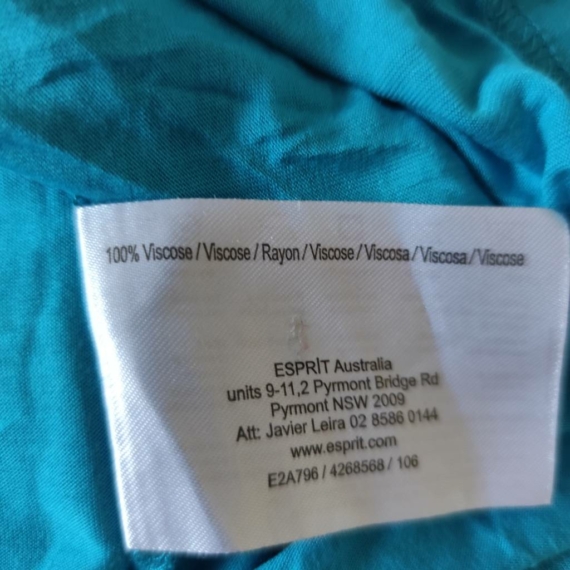 100% Viscose / Viscose / Rayon / Viscose / Viscosa / Viscosa / Viscose
ESPRIT Australia
units 9-11,2 Pyrmont Bridge Rd
Pyrmont NSW 2009
Att: Javier Leira 02 8586 0144
www.esprit.com
E2A796 / 4268568 / 106